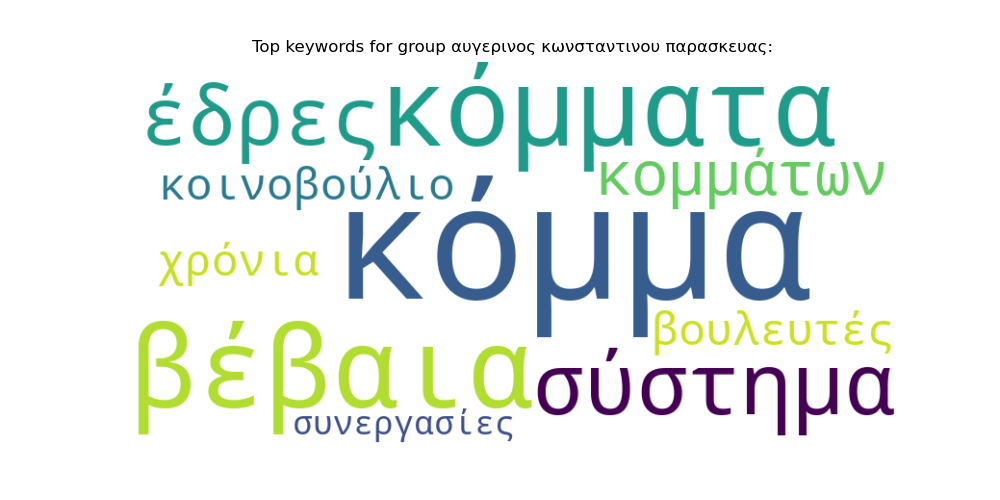 Top keywords for group αυγερινος κωνσταντινου παρασκευας:
έδρες κόμματα
κοινοβούλιο κομμάτων
χρόνια κόμμα
βέβαια βουλευτές
σύστημα
συνεργασίες